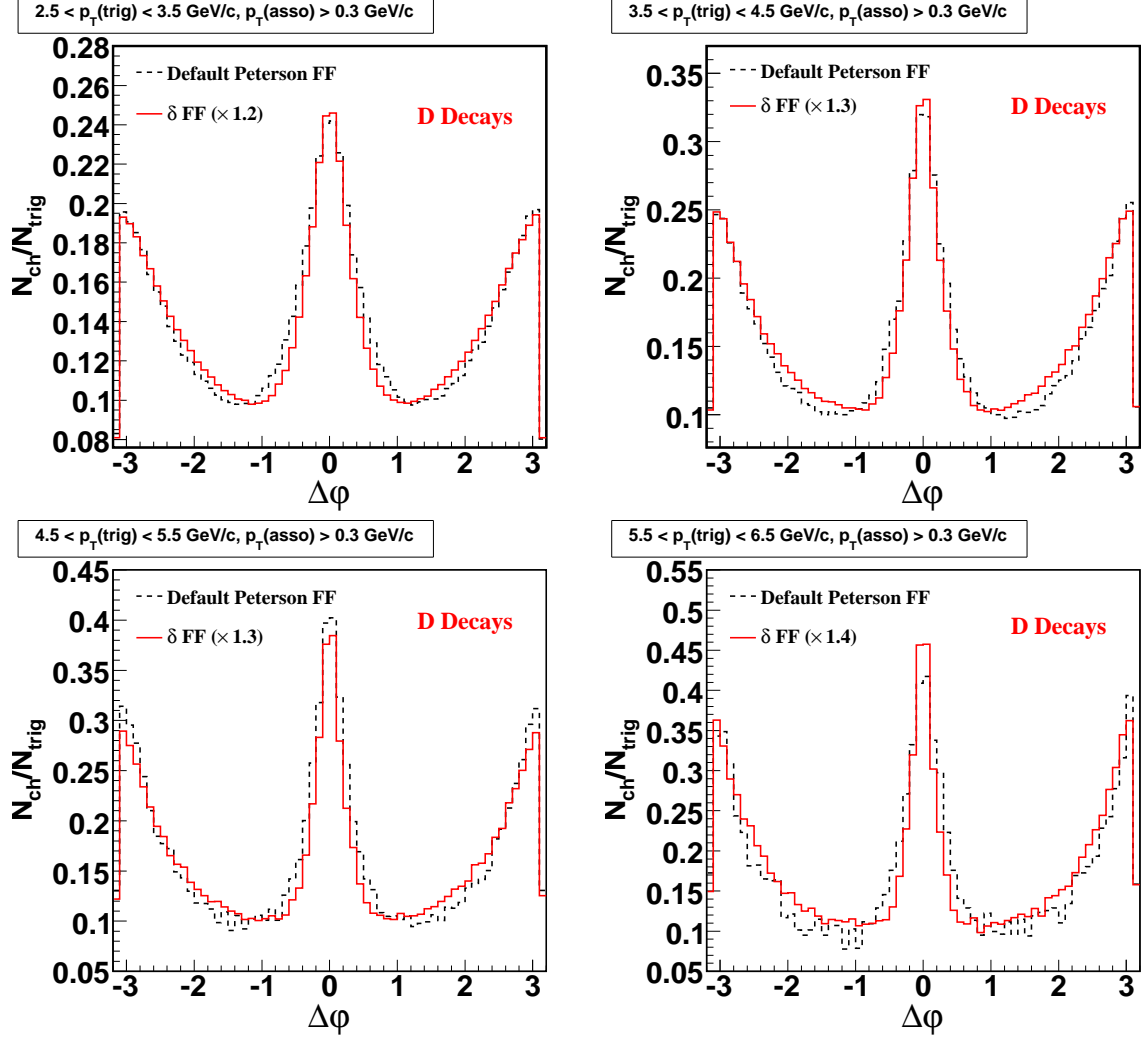 2.5 < p_T(trig) < 3.5 GeV/c, p_T(asso) > 0.3 GeV/c
0.28
0.26
0.24
0.22
0.2
0.18
0.16
0.14
0.12
0.1
0.08
N_ch/N_trig
Default Peterson FF
δ FF (× 1.2)
D Decays
-3 -2 -1 0 1 2 3
Δφ
3.5 < p_T(trig) < 4.5 GeV/c, p_T(asso) > 0.3 GeV/c
0.35
0.3
0.25
0.2
0.15
0.1
N_ch/N_trig
Default Peterson FF
δ FF (× 1.3)
D Decays
-3 -2 -1 0 1 2 3
Δφ
4.5 < p_T(trig) < 5.5 GeV/c, p_T(asso) > 0.3 GeV/c
0.45
0.4
0.35
0.3
0.25
0.2
0.15
0.1
0.05
N_ch/N_trig
Default Peterson FF
δ FF (× 1.3)
D Decays
-3 -2 -1 0 1 2 3
Δφ
5.5 < p_T(trig) < 6.5 GeV/c, p_T(asso) > 0.3 GeV/c
0.55
0.5
0.45
0.4
0.35
0.3
0.25
0.2
0.15
0.1
0.05
N_ch/N_trig
Default Peterson FF
δ FF (× 1.4)
D Decays
-3 -2 -1 0 1 2 3
Δφ